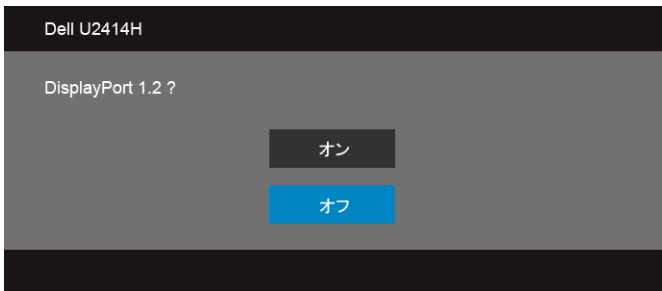 Dell U2414H
DisplayPort 1.2 ?
オン
オフ